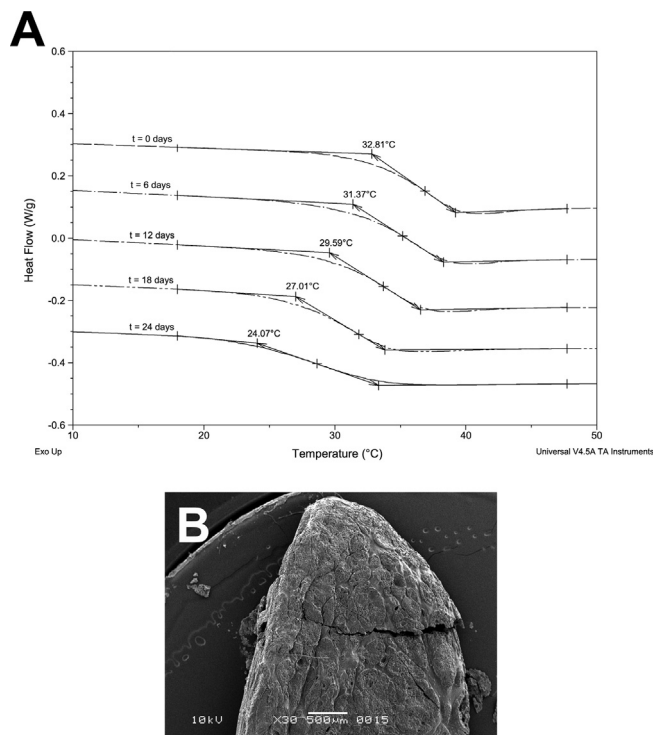 A
0.6
0.4
0.2
0.0
-0.2
-0.4
-0.6
Heat Flow (W/g)
t = 0 days
32.81°C
t = 6 days
31.37°C
t = 12 days
29.59°C
t = 18 days
27.01°C
t = 24 days
24.07°C
10
20
30
40
50
Exo Up
Temperature (°C)
Universal V4.5A TA Instruments
B
10kV
X30
500µm
0015